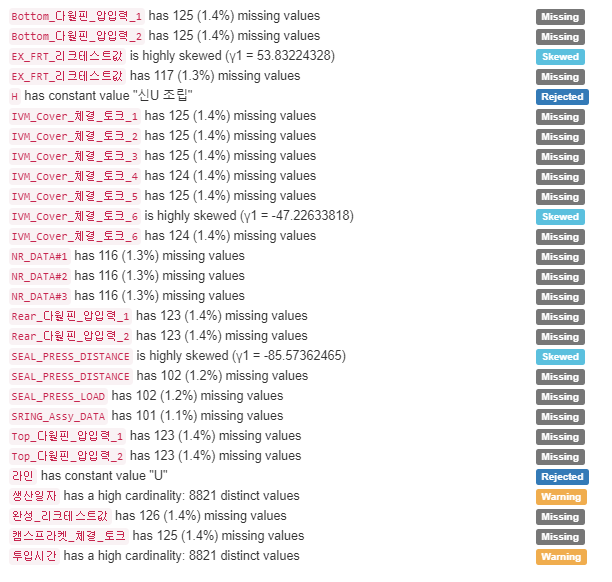 Bottom_다월핀_압입력_1 has 125 (1.4%) missing values Missing
Bottom_다월핀_압입력_2 has 125 (1.4%) missing values Missing
EX_FRT_리크테스트값 is highly skewed (γ1 = 53.83224328) Skewed
EX_FRT_리크테스트값 has 117 (1.3%) missing values Missing
H has constant value "신U 조립" Rejected
IVM_Cover_체결_토크_1 has 125 (1.4%) missing values Missing
IVM_Cover_체결_토크_2 has 125 (1.4%) missing values Missing
IVM_Cover_체결_토크_3 has 125 (1.4%) missing values Missing
IVM_Cover_체결_토크_4 has 124 (1.4%) missing values Missing
IVM_Cover_체결_토크_5 has 125 (1.4%) missing values Missing
IVM_Cover_체결_토크_6 is highly skewed (γ1 = -47.22633818) Skewed
IVM_Cover_체결_토크_6 has 124 (1.4%) missing values Missing
NR_DATA#1 has 116 (1.3%) missing values Missing
NR_DATA#2 has 116 (1.3%) missing values Missing
NR_DATA#3 has 116 (1.3%) missing values Missing
Rear_다월핀_압입력_1 has 123 (1.4%) missing values Missing
Rear_다월핀_압입력_2 has 123 (1.4%) missing values Missing
SEAL_PRESS_DISTANCE is highly skewed (γ1 = -85.57362465) Skewed
SEAL_PRESS_DISTANCE has 102 (1.2%) missing values Missing
SEAL_PRESS_LOAD has 102 (1.2%) missing values Missing
SRING_Assy_DATA has 101 (1.1%) missing values Missing
Top_다월핀_압입력_1 has 123 (1.4%) missing values Missing
Top_다월핀_압입력_2 has 123 (1.4%) missing values Missing
라인 has constant value "U" Rejected
생산일자 has a high cardinality: 8821 distinct values Warning
완성_리크테스트값 has 126 (1.4%) missing values Missing
캠스프라켓_체결_토크 has 125 (1.4%) missing values Missing
투입시간 has a high cardinality: 8821 distinct values Warning